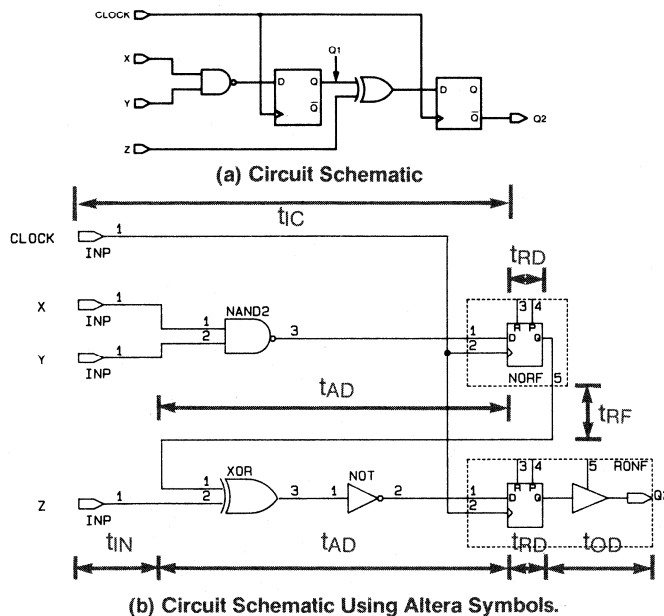 CLOCK
X
Y
Z
D Q
Q̅
Q1
D Q
Q̅
Q2
(a) Circuit Schematic
tIC
CLOCK 1
INP
tRD
X 1
INP
NAND2
1
2
3
Y 1
INP
1
2
3 4
R P
D Q
NORF
5
tAD
tRF
XOR
1
2
3
NOT
1 2
Z 1
INP
1
2
3 4
R P
D Q
5
RONF
tIN
tAD
tRD
tOD
(b) Circuit Schematic Using Altera Symbols.